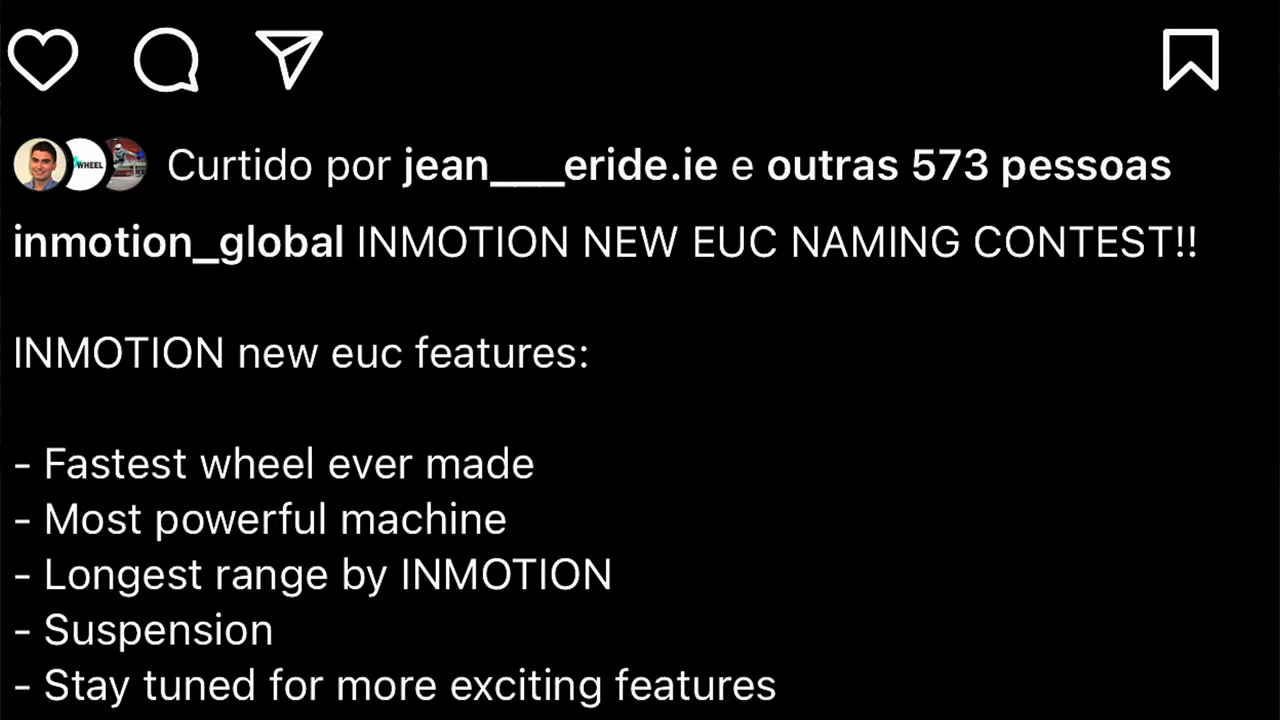 WHEEL
Curtido por jean___eride.ie e outras 573 pessoas
inmotion_global INMOTION NEW EUC NAMING CONTEST!!
INMOTION new euc features:
- Fastest wheel ever made
- Most powerful machine
- Longest range by INMOTION
- Suspension
- Stay tuned for more exciting features